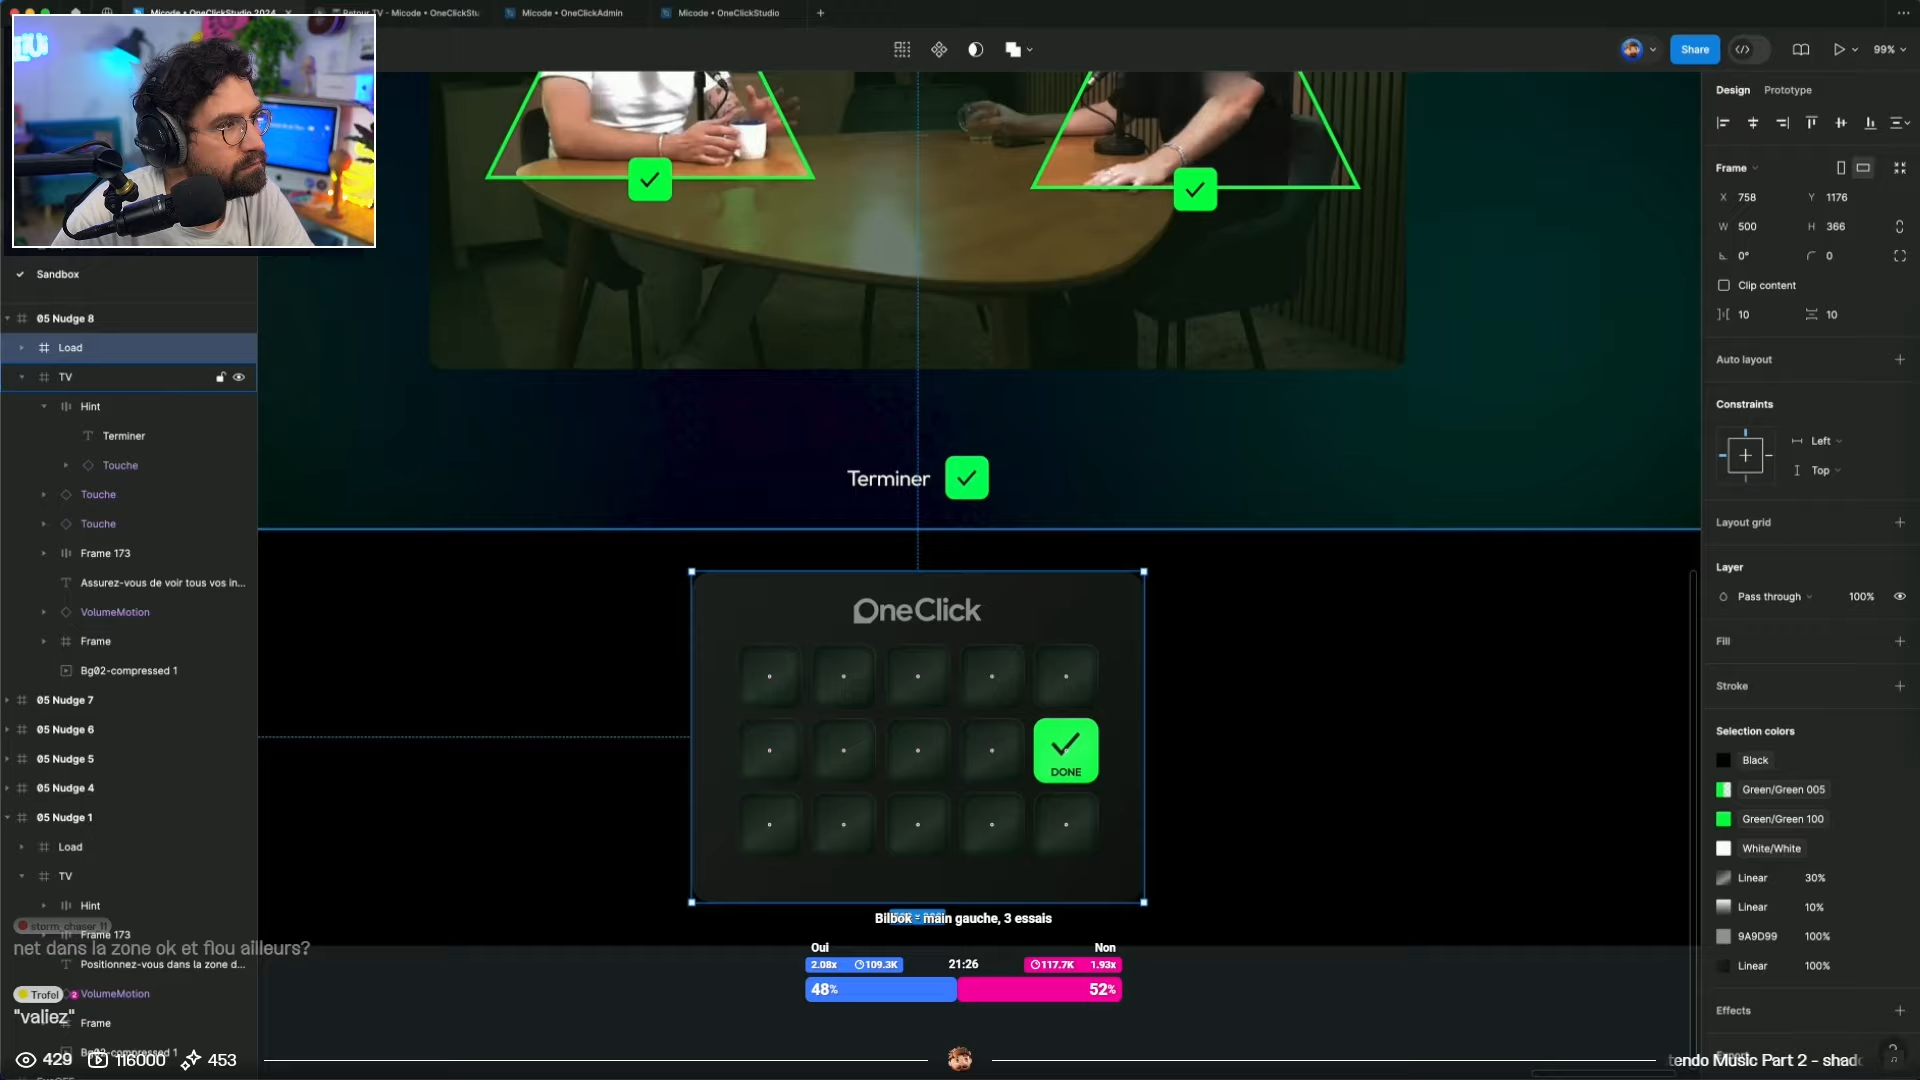 Micode • OneClickStudio 2024
Retour TV - Micode • OneClickStu
Micode • OneClickAdmin
Micode • OneClickStudio
Share
99%
Sandbox
05 Nudge 8
Load
TV
Hint
Terminer
Touche
Touche
Touche
Frame 173
Assurez-vous de voir tous vos in...
VolumeMotion
Frame
Bg02-compressed 1
05 Nudge 7
05 Nudge 6
05 Nudge 5
05 Nudge 4
05 Nudge 1
Load
TV
Hint
storm_chaser_11
Frame 173
net dans la zone ok et flou ailleurs?
Positionnez-vous dans la zone d...
Trofel
2
VolumeMotion
"valiez"
Frame
Bg02-compressed 1
429
116000
453
Terminer
OneClick
DONE
Bilbok - main gauche, 3 essais
Oui
Non
2.08x
109.3K
21:26
117.7K
1.93x
48%
52%
Design
Prototype
Frame
X 758
Y 1176
W 500
H 366
0°
0
Clip content
10
10
Auto layout
Constraints
Left
Top
Layout grid
Layer
Pass through
100%
Fill
Stroke
Selection colors
Black
Green/Green 005
Green/Green 100
White/White
Linear 30%
Linear 10%
9A9D99 100%
Linear 100%
Effects
Export
tendo Music Part 2 - shad